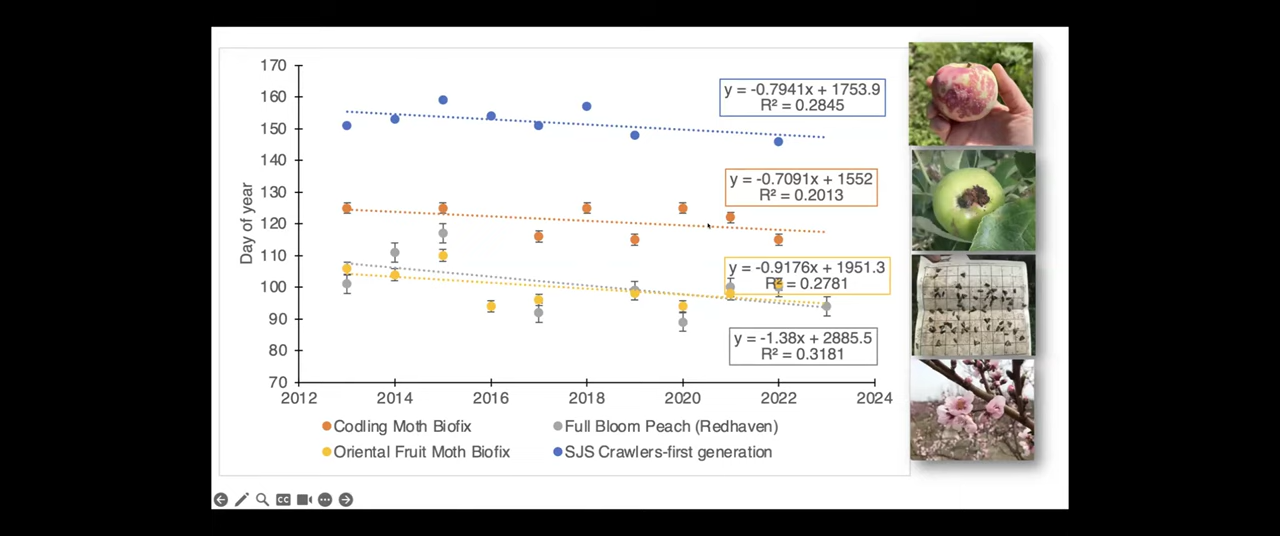 170
160
150
140
130
120
110
100
90
80
70
Day of year
2012 2014 2016 2018 2020 2022 2024
y = -0.7941x + 1753.9
R² = 0.2845
y = -0.7091x + 1552
R² = 0.2013
y = -0.9176x + 1951.3
R² = 0.2781
y = -1.38x + 2885.5
R² = 0.3181
Codling Moth Biofix
Full Bloom Peach (Redhaven)
Oriental Fruit Moth Biofix
SJS Crawlers-first generation
CC